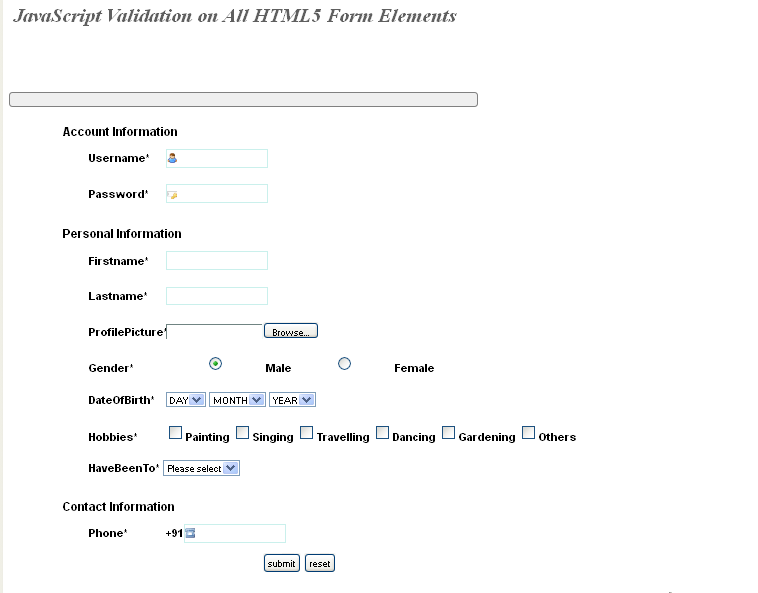 JavaScript Validation on All HTML5 Form Elements
Account Information
Username*
Password*
Personal Information
Firstname*
Lastname*
ProfilePicture* Browse...
Gender* Male Female
DateOfBirth* DAY MONTH YEAR
Hobbies* Painting Singing Travelling Dancing Gardening Others
HaveBeenTo* Please select
Contact Information
Phone* +91
submit reset